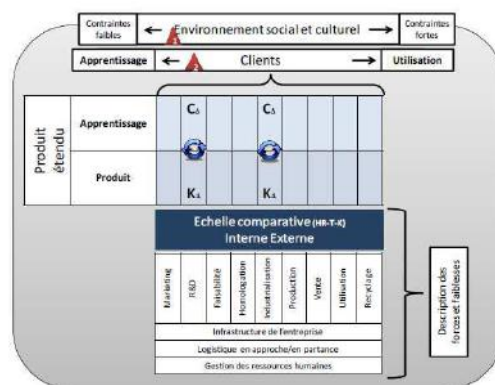 Contraintes faibles
Environnement social et culturel
Contraintes fortes
Apprentissage
Clients
Utilisation
Produit étendu
Apprentissage
Produit
C
C
K
K
Echelle comparative (HR-T-K)
Interne Externe
Marketing
R&D
Faisabilité
Homologation
Industrialisation
Production
Vente
Utilisation
Recyclage
Infrastructure de l'entreprise
Logistique en approche/en partance
Gestion des ressources humaines
Description des forces et faiblesses